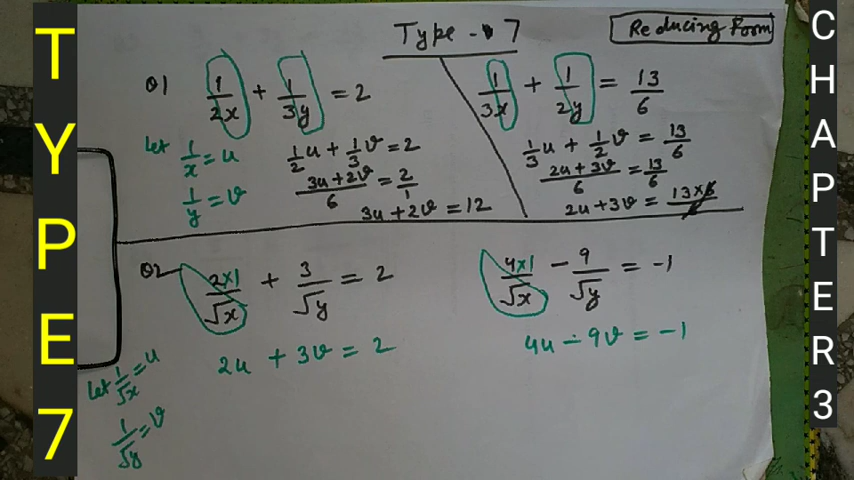 TYPE 7
CHAPTER 3
Type - 7
Reducing Form
Q1 1/2x + 1/3y = 2
1/3x + 1/2y = 13/6
Let 1/x = u
1/y = v
1/2 u + 1/3 v = 2
3u + 2v / 6 = 2/1
3u + 2v = 12
1/3 u + 1/2 v = 13/6
2u + 3v / 6 = 13/6
2u + 3v = 13 × 6 / 6
Q2 2×1/√x + 3/√y = 2
4×1/√x - 9/√y = -1
Let 1/√x = u
1/√y = v
2u + 3v = 2
4u - 9v = -1